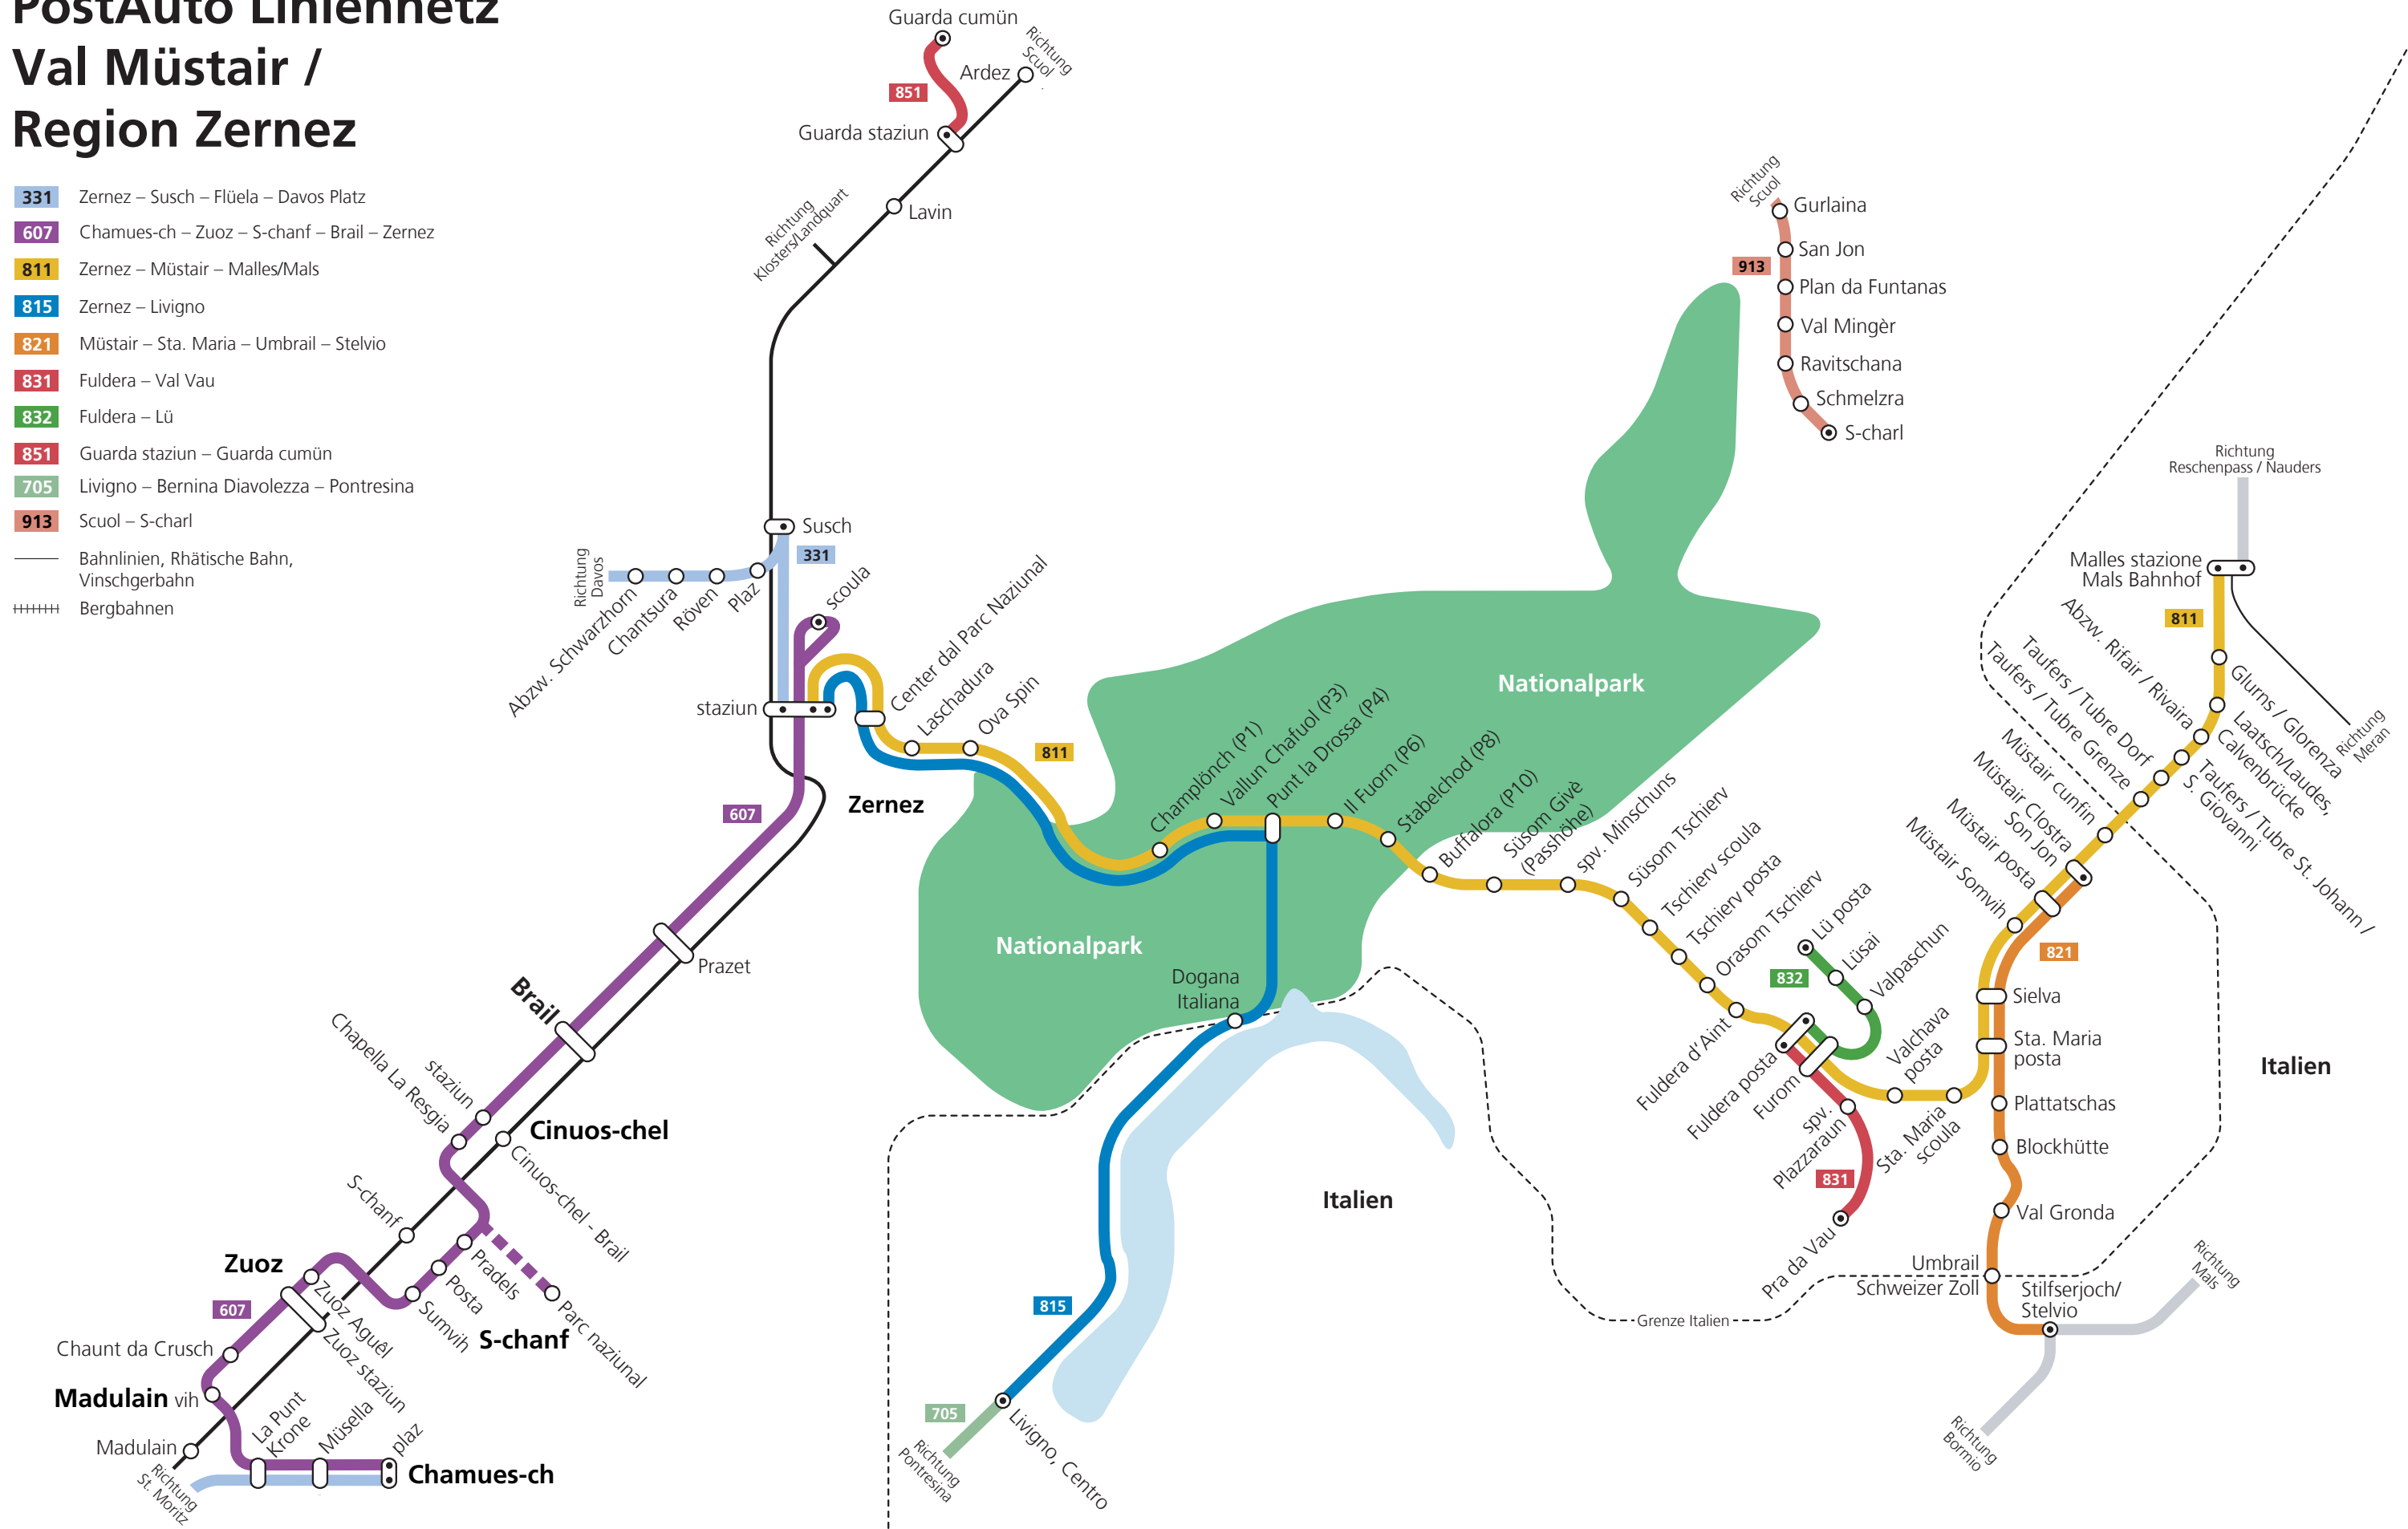 PostAuto Liniennetz
Val Müstair /
Region Zernez
331 Zernez – Susch – Flüela – Davos Platz
607 Chamues-ch – Zuoz – S-chanf – Brail – Zernez
811 Zernez – Müstair – Malles/Mals
815 Zernez – Livigno
821 Müstair – Sta. Maria – Umbrail – Stelvio
831 Fuldera – Val Vau
832 Fuldera – Lü
851 Guarda staziun – Guarda cumün
705 Livigno – Bernina Diavolezza – Pontresina
913 Scuol – S-charl
Bahnlinien, Rhätische Bahn,
Vinschgerbahn
Bergbahnen
Guarda cumün
Richtung
Scuol
Ardez
851
Guarda staziun
Lavin
Richtung
Klosters/Landquart
Susch
331
Richtung
Davos
Abzw. Schwarzhorn
Chantsura
Röven
Plaz
scoula
staziun
Zernez
Center dal Parc Naziunal
Laschadura
Ova Spin
811
607
Prazet
Brail
Chapella La Resgia
staziun
Cinuos-chel
Cinuos-chel - Brail
S-chanf
Zuoz
607
Zuoz Aguêl
Zuoz staziun
Pradels
Posta
Sumvih
S-chanf
Parc naziunal
Chaunt da Crusch
Madulain vih
Madulain
Richtung
St. Moritz
La Punt
Krone
Müsella
plaz
Chamues-ch
Nationalpark
Nationalpark
Champlönch (P1)
Vallun Chafuol (P3)
Punt la Drossa (P4)
Il Fuorn (P6)
Stabelchod (P8)
Buffalora (P10)
Süsom Givè
(Passhöhe)
spv. Minschuns
Süsom Tschierv
Tschierv scoula
Tschierv posta
Orasom Tschierv
Fuldera d'Aint
Fuldera posta
Furom
Dogana
Italiana
Italien
815
705
Richtung
Pontresina
Livigno, Centro
Grenze Italien
832
Lü posta
Lüsai
Valpaschun
spv.
Plazzaraun
831
Pra da Vau
Valchava
posta
Sta. Maria
scoula
Richtung
Scuol
Gurlaina
San Jon
913
Plan da Funtanas
Val Mingèr
Ravitschana
Schmelzra
S-charl
Richtung
Reschenpass / Nauders
Malles stazione
Mals Bahnhof
811
Richtung
Meran
Glurns / Glorenza
Laatsch/Laudes,
Calvenbrücke
Abzw. Rifair / Rivaira
Taufers / Tubre St. Johann /
S. Giovanni
Taufers / Tubre Dorf
Taufers / Tubre Grenze
Müstair cunfin
Müstair Clostra
Son Jon
Müstair posta
Müstair Somvih
821
Sielva
Sta. Maria
posta
Plattatschas
Blockhütte
Val Gronda
Umbrail
Schweizer Zoll
Stilfserjoch/
Stelvio
Richtung
Mals
Richtung
Bormio
Italien